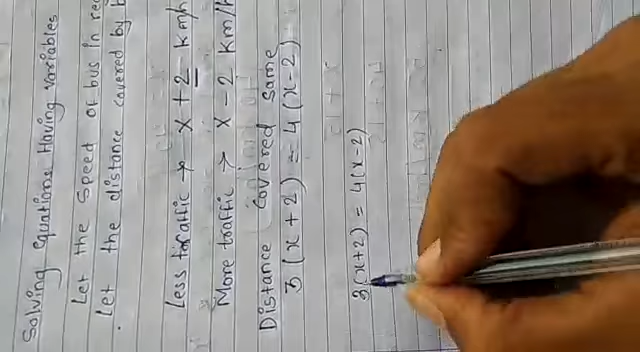 Solving equations Having variables
Let the speed of bus in
Let the distance covered by
Less traffic → x + 2 km/h
More traffic → x - 2 km/h
Distance covered same
3(x + 2) = 4(x-2)
3(x+2) = 4(x-2)